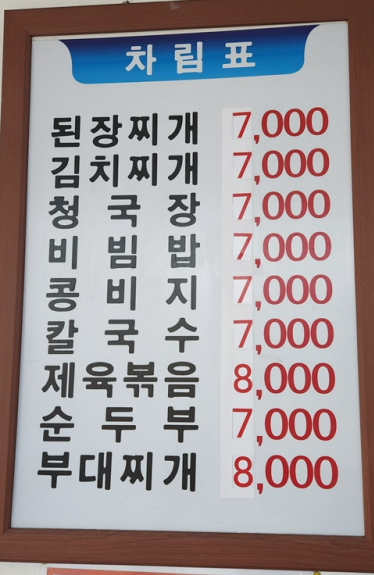 차림표
된장찌개 7,000
김치찌개 7,000
청국장 7,000
비빔밥 7,000
콩비지 7,000
칼국수 7,000
제육볶음 8,000
순두부 7,000
부대찌개 8,000